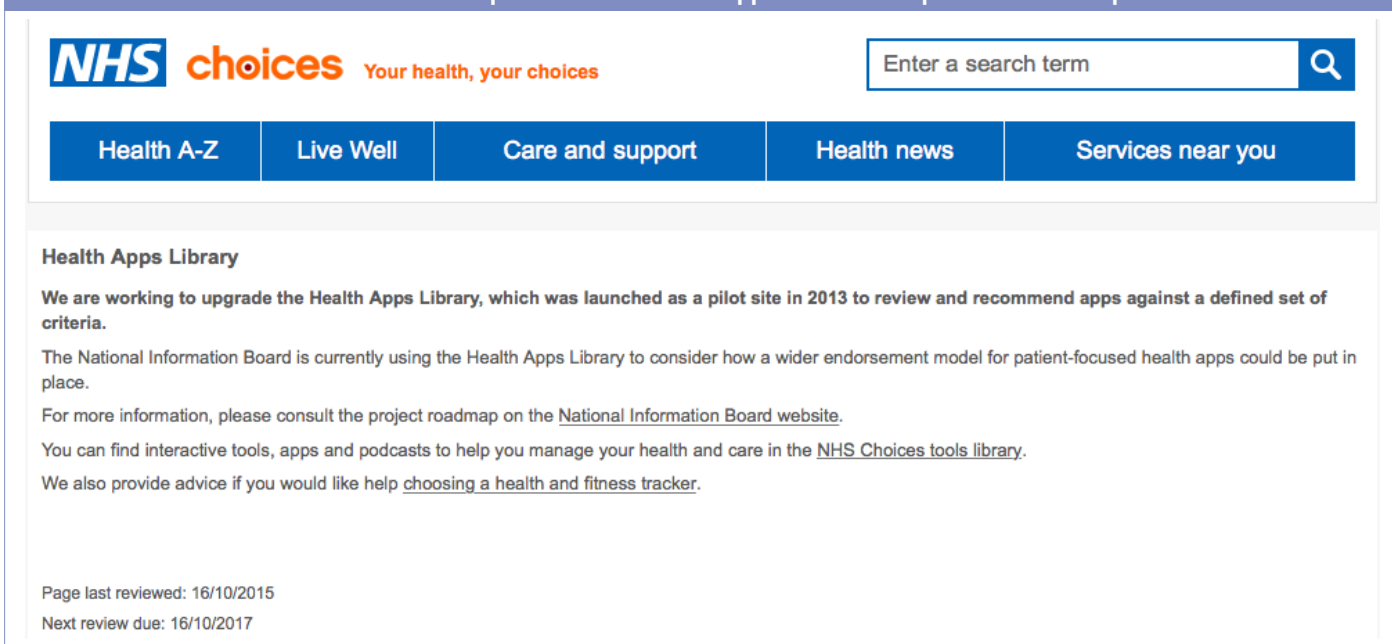 NHS choices Your health, your choices
Enter a search term
Health A-Z Live Well Care and support Health news Services near you
Health Apps Library
We are working to upgrade the Health Apps Library, which was launched as a pilot site in 2013 to review and recommend apps against a defined set of
criteria.
The National Information Board is currently using the Health Apps Library to consider how a wider endorsement model for patient-focused health apps could be put in
place.
For more information, please consult the project roadmap on the National Information Board website.
You can find interactive tools, apps and podcasts to help you manage your health and care in the NHS Choices tools library.
We also provide advice if you would like help choosing a health and fitness tracker.
Page last reviewed: 16/10/2015
Next review due: 16/10/2017